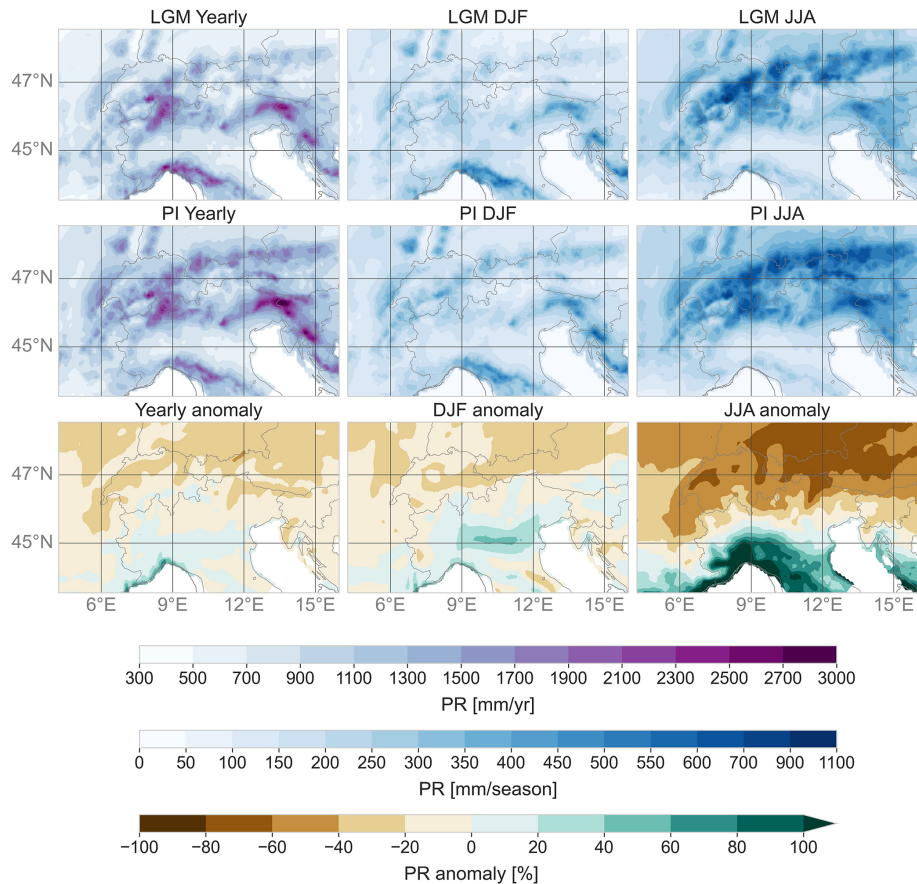 LGM Yearly LGM DJF LGM JJA
47°N
45°N
PI Yearly PI DJF PI JJA
47°N
45°N
Yearly anomaly DJF anomaly JJA anomaly
47°N
45°N
6°E 9°E 12°E 15°E 6°E 9°E 12°E 15°E 6°E 9°E 12°E 15°E
300 500 700 900 1100 1300 1500 1700 1900 2100 2300 2500 2700 3000
PR [mm/yr]
0 50 100 150 200 250 300 350 400 450 500 550 600 700 900 1100
PR [mm/season]
−100 −80 −60 −40 −20 0 20 40 60 80 100
PR anomaly [%]